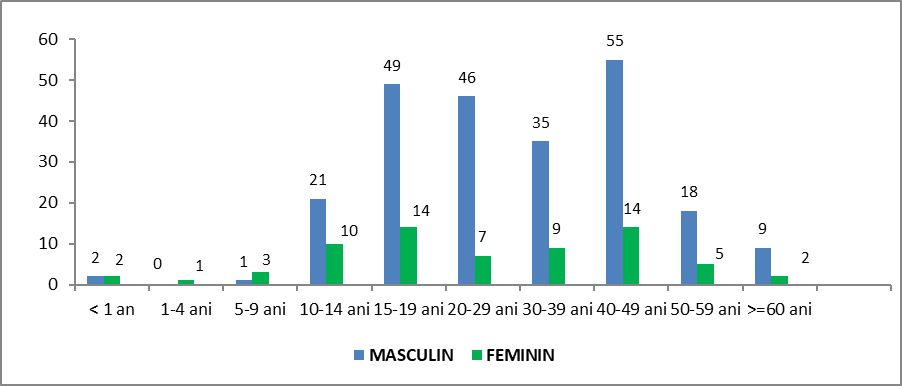 60
50
40
30
20
10
0
2 2 0 1 1 3 21 10 49 14 46 7 35 9 55 14 18 5 9 2
< 1 an 1-4 ani 5-9 ani 10-14 ani 15-19 ani 20-29 ani 30-39 ani 40-49 ani 50-59 ani >=60 ani
MASCULIN FEMININ